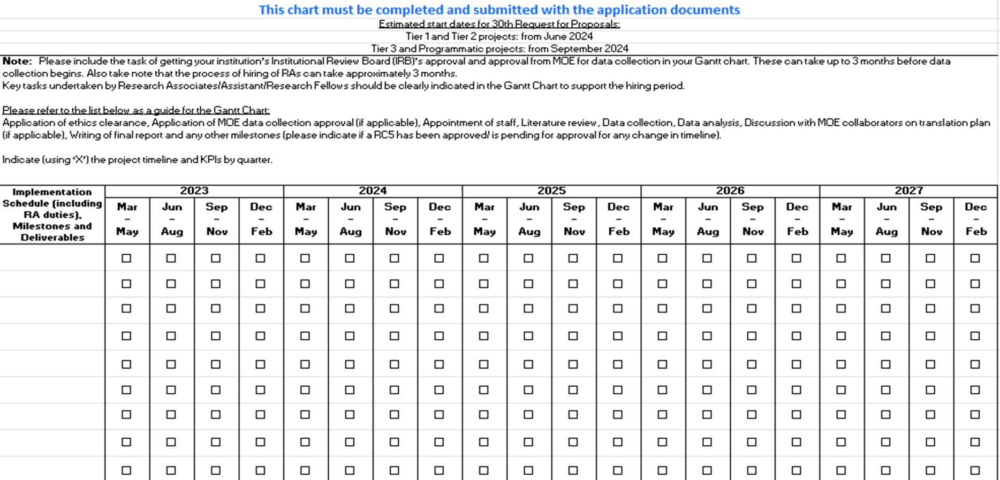 This chart must be completed and submitted with the application documents
Estimated start dates for 30th Request for Proposals:
Tier 1 and Tier 2 projects: from June 2024
Tier 3 and Programmatic projects: from September 2024
Note: Please include the task of getting your institution's Institutional Review Board (IRB)'s approval and approval from MOE for data collection in your Gantt chart. These can take up to 3 months before data
collection begins. Also take note that the process of hiring of RAs can take approximately 3 months.
Key tasks undertaken by Research Associates/Assistant/Research Fellows should be clearly indicated in the Gantt Chart to support the hiring period.
Please refer to the list below as a guide for the Gantt Chart:
Application of ethics clearance, Application of MOE data collection approval (if applicable), Appointment of staff, Literature review, Data collection, Data analysis, Discussion with MOE collaborators on translation plan
(if applicable), Writing of final report and any other milestones (please indicate if a RC5 has been approved/ is pending for approval for any change in timeline).
Indicate (using 'X') the project timeline and KPIs by quarter.
Implementation
Schedule (including
RA duties),
Milestones and
Deliverables
2023 2024 2025 2026 2027
Mar Jun Sep Dec Mar Jun Sep Dec Mar Jun Sep Dec Mar Jun Sep Dec Mar Jun Sep Dec
– – – – – – – – – – – – – – – – – – – –
May Aug Nov Feb May Aug Nov Feb May Aug Nov Feb May Aug Nov Feb May Aug Nov Feb